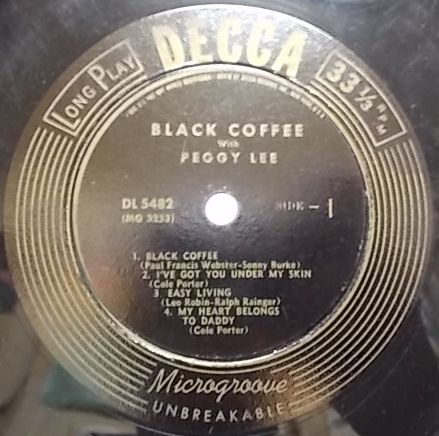 LONG PLAY
DECCA
33 1/3 RPM
BLACK COFFEE
With
PEGGY LEE
DL 5482
(MG 3253)
SIDE - 1
1. BLACK COFFEE
(Paul Francis Webster-Sonny Burke)
2. I'VE GOT YOU UNDER MY SKIN
(Cole Porter)
3 EASY LIVING
(Leo Robin-Ralph Rainger)
4. MY HEART BELONGS
TO DADDY
(Cole Porter)
Microgroove
UNBREAKABLE